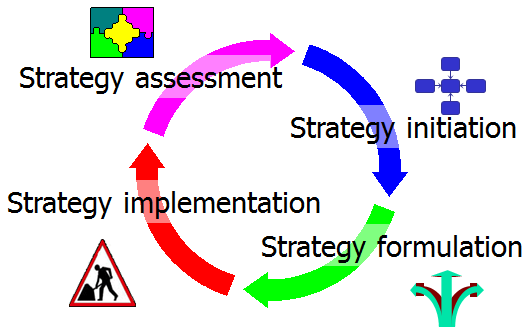 Strategy assessment
Strategy initiation
Strategy implementation
Strategy formulation